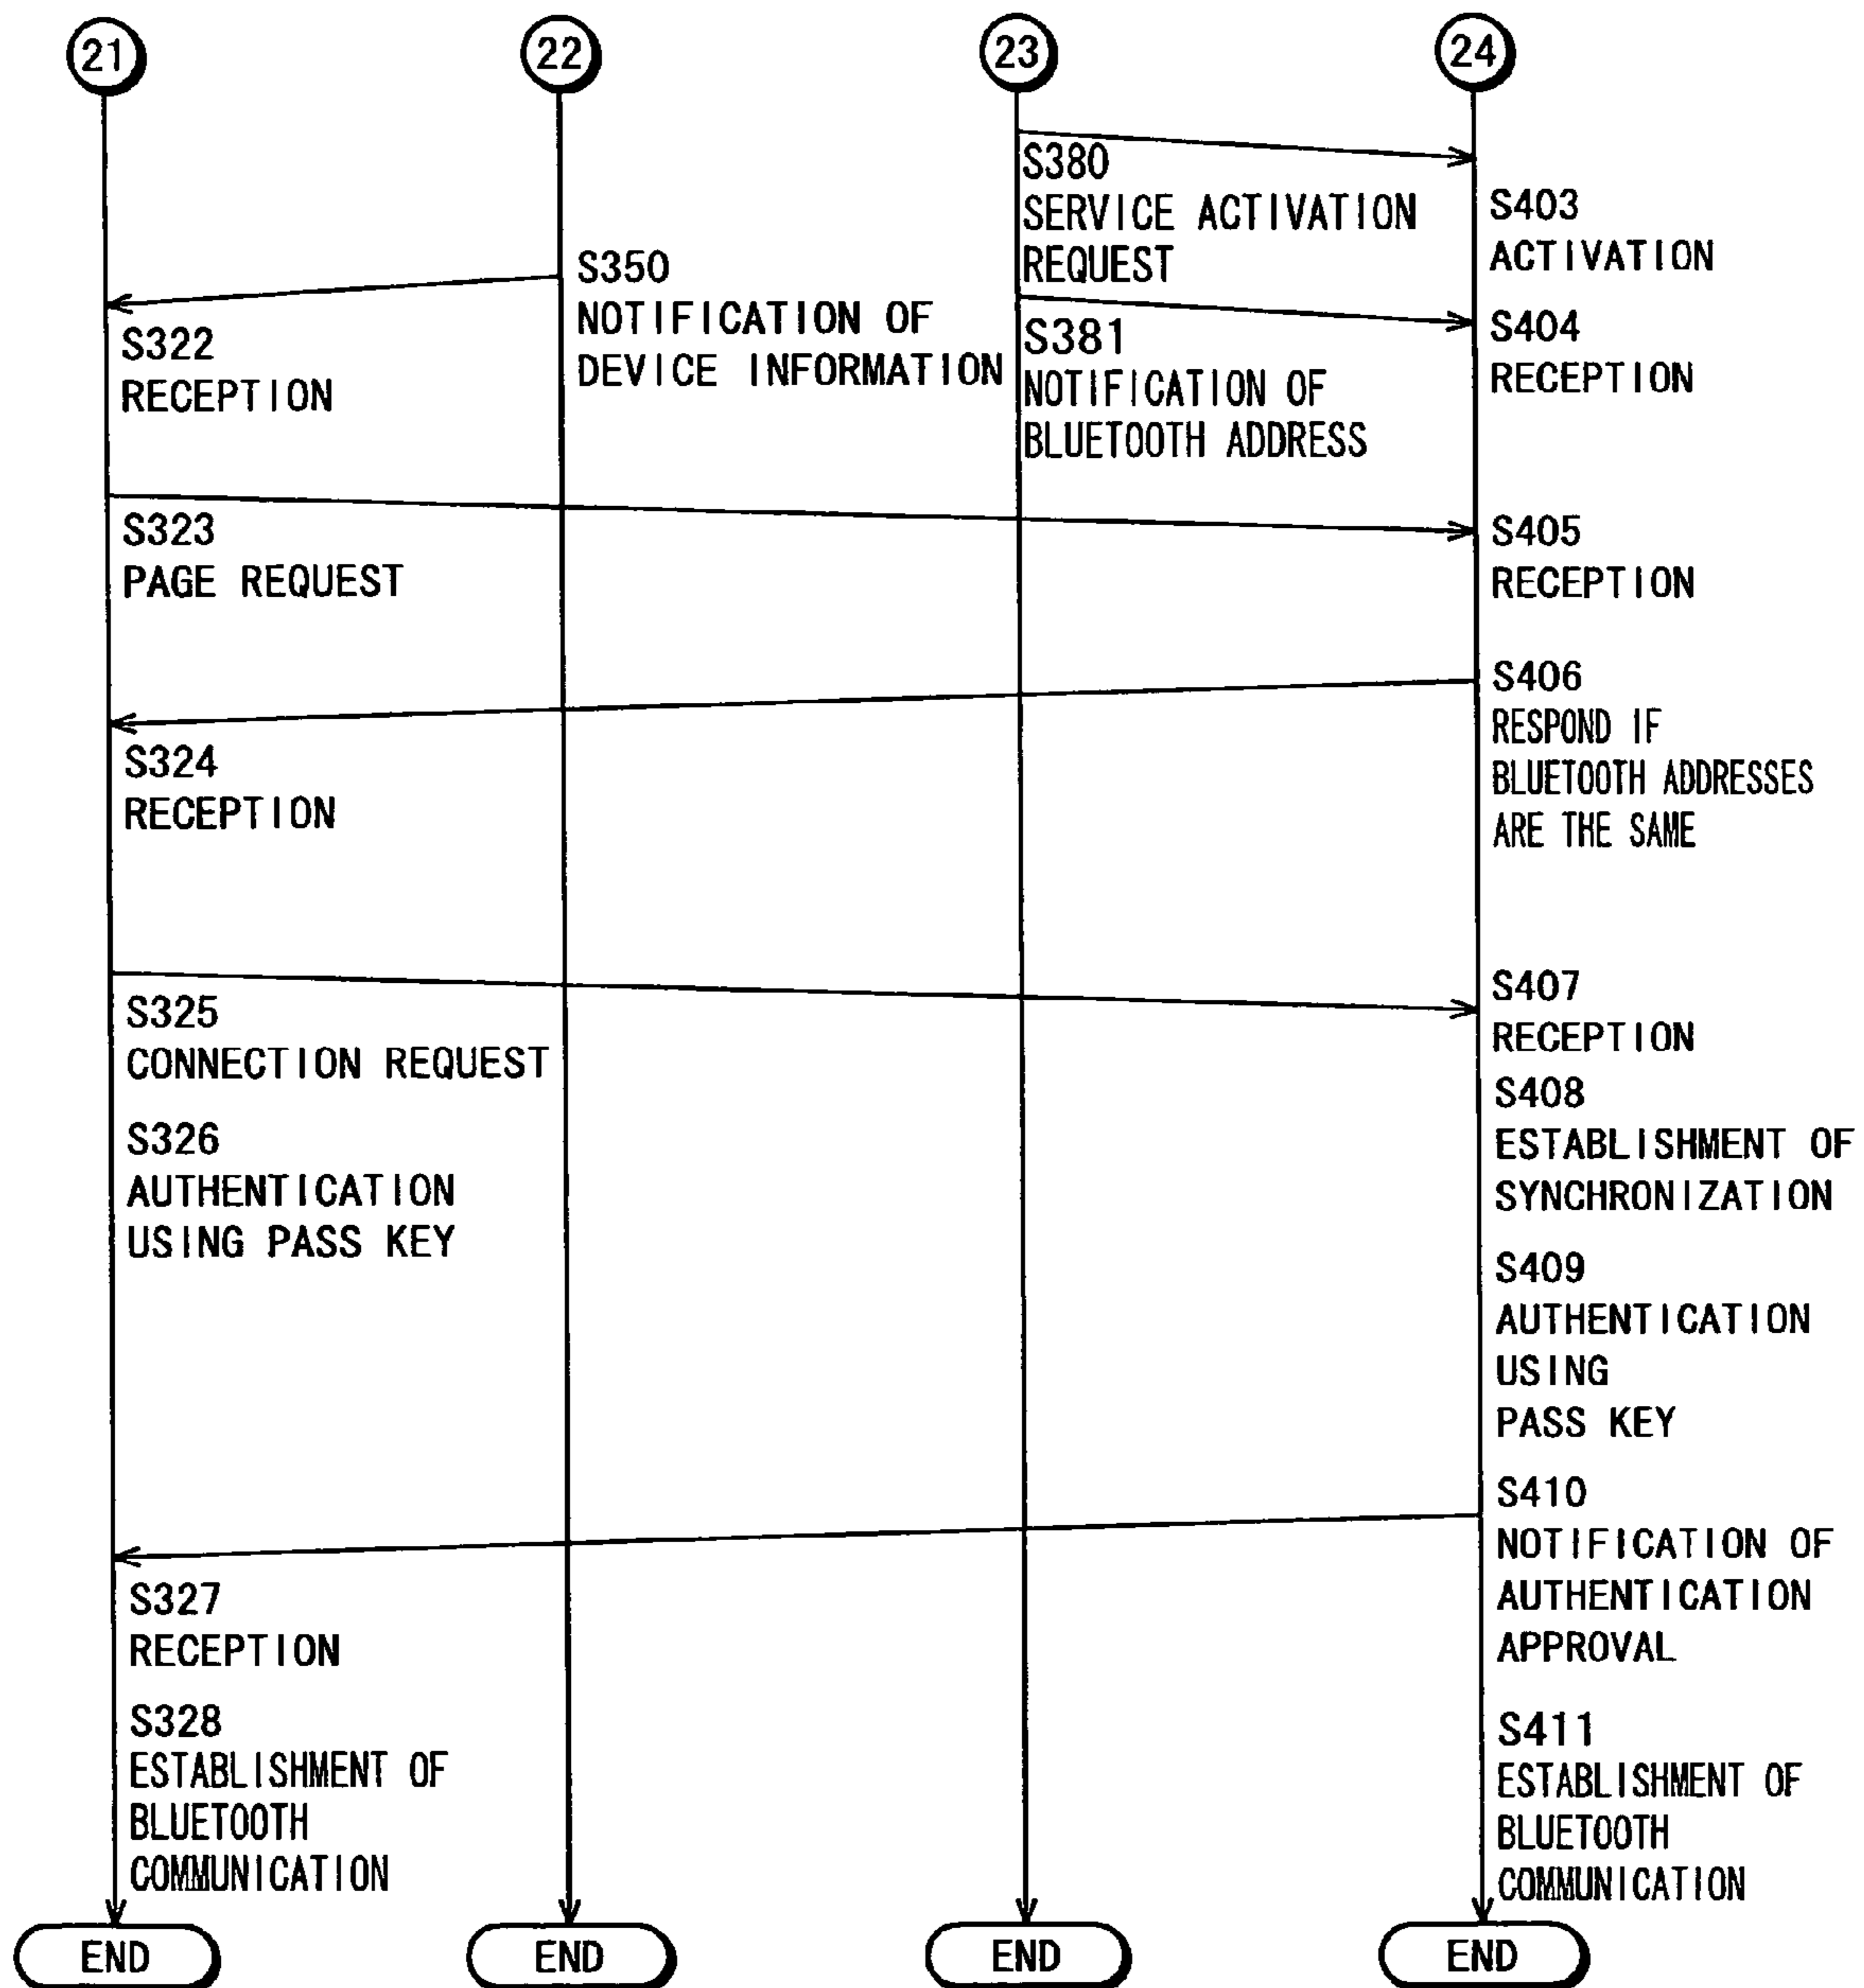 21
22
23
24
S380
SERVICE ACTIVATION
REQUEST
S403
ACTIVATION
S350
NOTIFICATION OF
DEVICE INFORMATION
S322
RECEPTION
S381
NOTIFICATION OF
BLUETOOTH ADDRESS
S404
RECEPTION
S323
PAGE REQUEST
S405
RECEPTION
S406
RESPOND IF
BLUETOOTH ADDRESSES
ARE THE SAME
S324
RECEPTION
S325
CONNECTION REQUEST
S407
RECEPTION
S326
AUTHENTICATION
USING PASS KEY
S408
ESTABLISHMENT OF
SYNCHRONIZATION
S409
AUTHENTICATION
USING
PASS KEY
S410
NOTIFICATION OF
AUTHENTICATION
APPROVAL
S327
RECEPTION
S328
ESTABLISHMENT OF
BLUETOOTH
COMMUNICATION
S411
ESTABLISHMENT OF
BLUETOOTH
COMMUNICATION
END
END
END
END